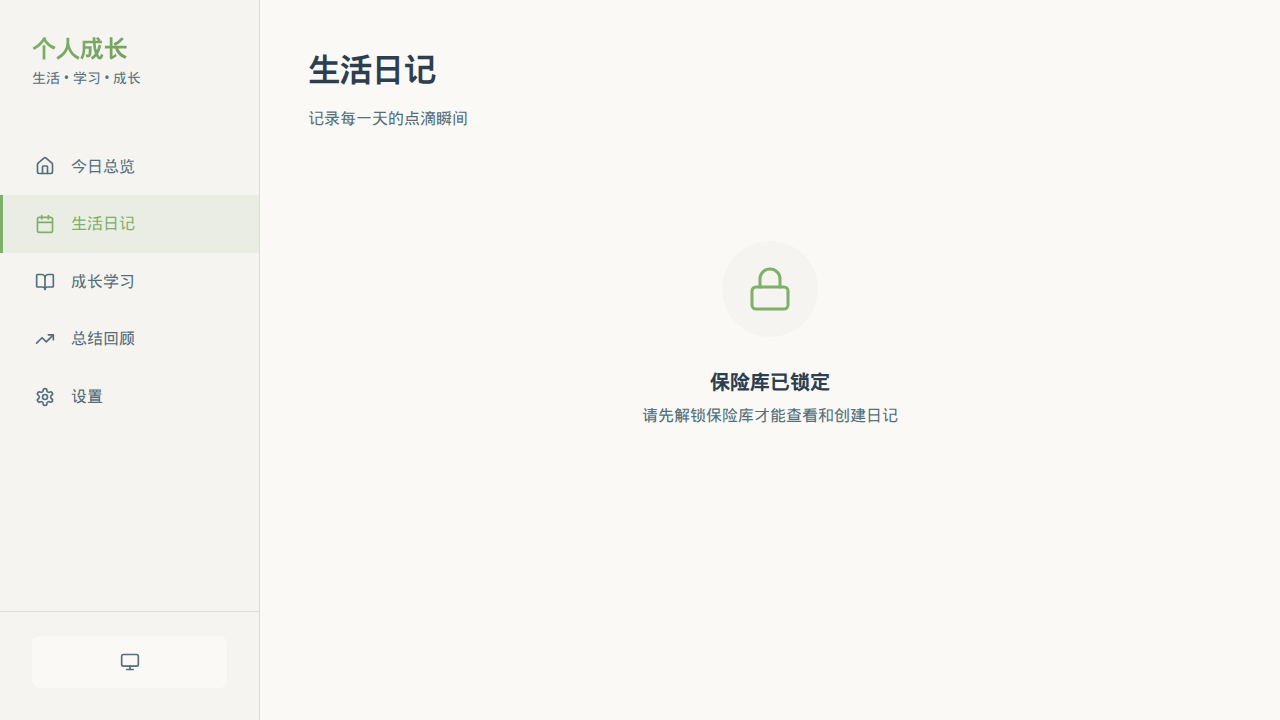 个人成长
生活 • 学习 • 成长
今日总览
生活日记
成长学习
总结回顾
设置
生活日记
记录每一天的点滴瞬间
保险库已锁定
请先解锁保险库才能查看和创建日记